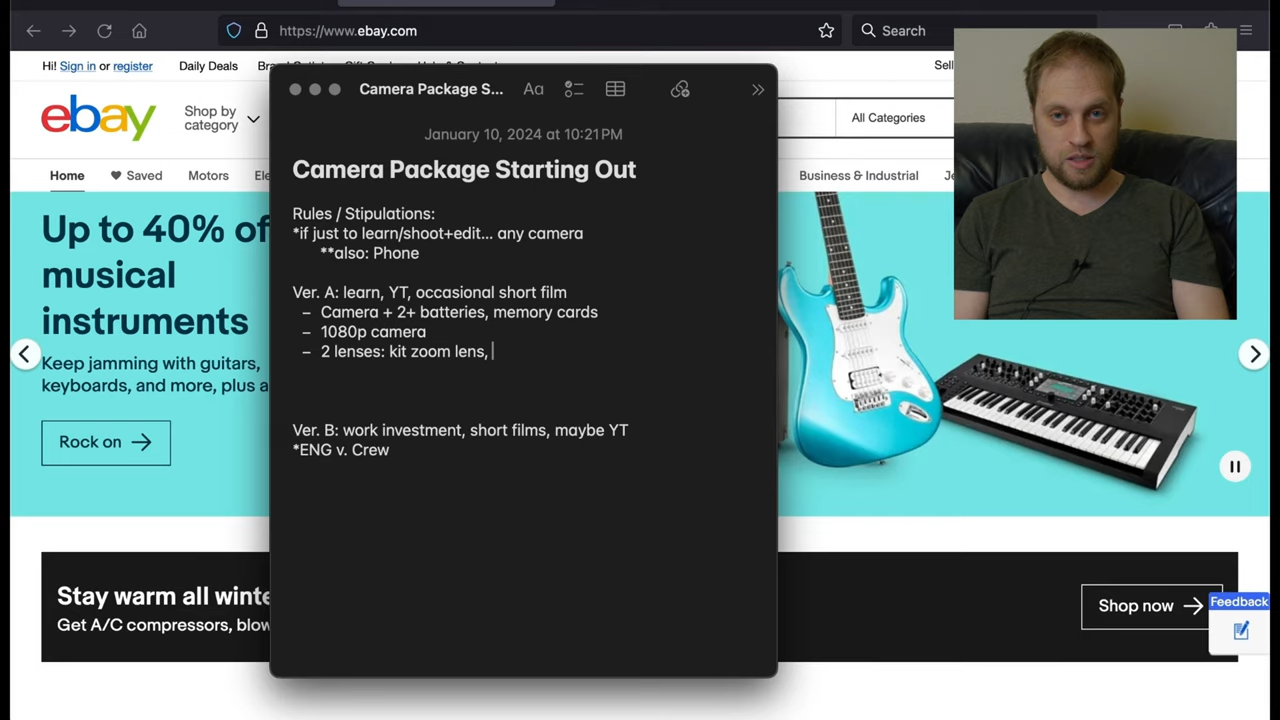 https://www.ebay.com
Search
Hi! Sign in or register
Daily Deals
Sell
ebay
Shop by
category
All Categories
Home
Saved
Motors
Business & Industrial
Up to 40% of
musical
instruments
Keep jamming with guitars,
keyboards, and more, plus a
Rock on
Camera Package S...
Aa
January 10, 2024 at 10:21 PM
Camera Package Starting Out
Rules / Stipulations:
*if just to learn/shoot+edit... any camera
**also: Phone
Ver. A: learn, YT, occasional short film
– Camera + 2+ batteries, memory cards
– 1080p camera
– 2 lenses: kit zoom lens,
Ver. B: work investment, short films, maybe YT
*ENG v. Crew
Stay warm all winte
Get A/C compressors, blow
Shop now
Feedback